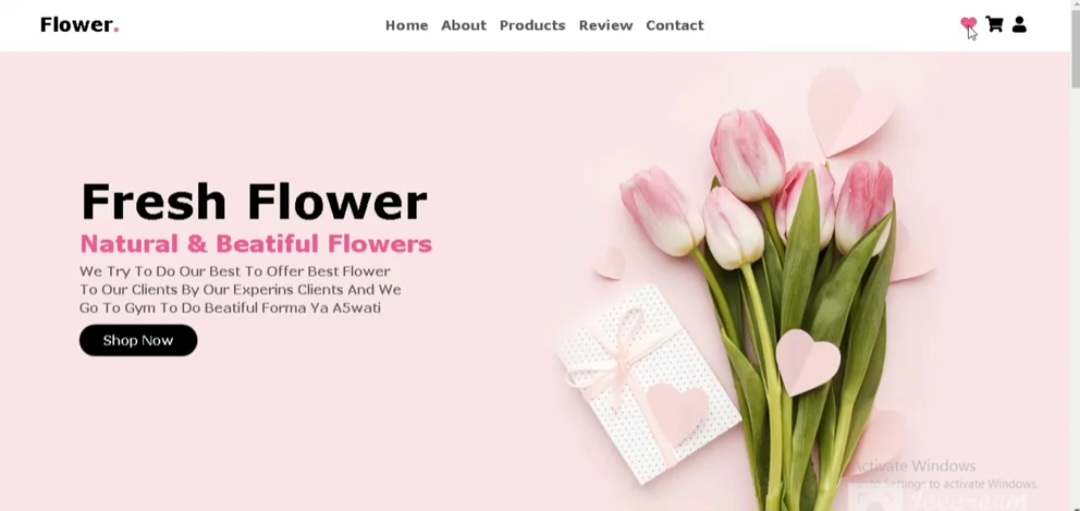 Flower.
Home About Products Review Contact
Fresh Flower
Natural & Beatiful Flowers
We Try To Do Our Best To Offer Best Flower
To Our Clients By Our Experins Clients And We
Go To Gym To Do Beatiful Forma Ya A5wati
Shop Now
Activate Windows
to Settings to activate Windows.
Icecream